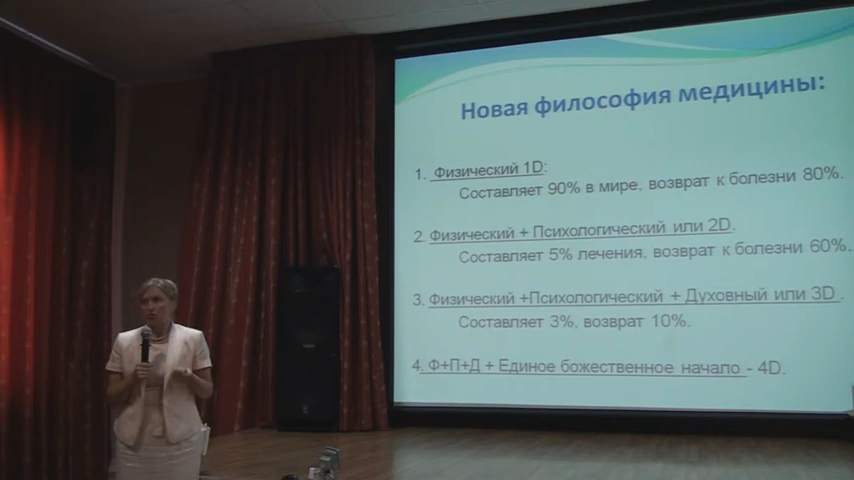 Новая философия медицины:
1. Физический 1D:
Составляет 90% в мире, возврат к болезни 80%.
2. Физический + Психологический или 2D.
Составляет 5% лечения, возврат к болезни 60%.
3. Физический +Психологический + Духовный или 3D .
Составляет 3%, возврат 10%.
4. Ф+П+Д + Единое божественное начало - 4D.